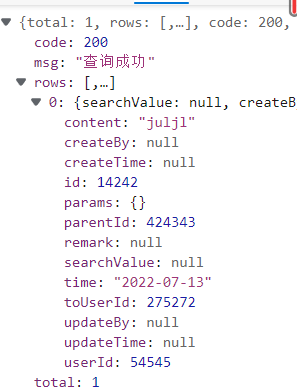 {total: 1, rows: [,…], code: 200,
code: 200
msg: "查询成功"
rows: [,…]
0: {searchValue: null, createB
content: "juljl"
createBy: null
createTime: null
id: 14242
params: {}
parentId: 424343
remark: null
searchValue: null
time: "2022-07-13"
toUserId: 275272
updateBy: null
updateTime: null
userId: 54545
total: 1